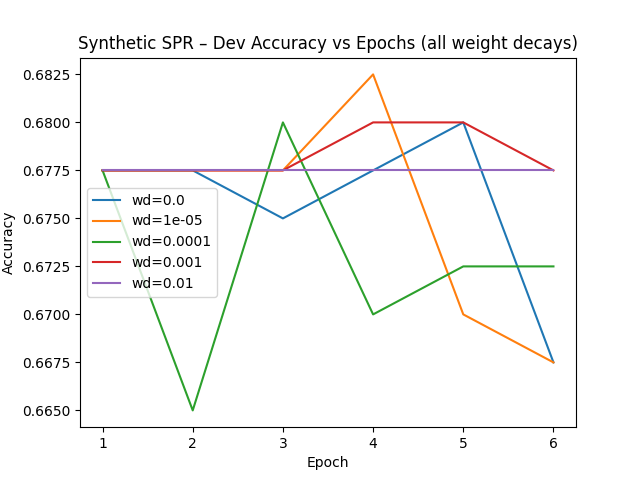 Synthetic SPR – Dev Accuracy vs Epochs (all weight decays)
0.6825
0.6800
0.6775
0.6750
0.6725
0.6700
0.6675
0.6650
Accuracy
wd=0.0
wd=1e-05
wd=0.0001
wd=0.001
wd=0.01
1 2 3 4 5 6
Epoch